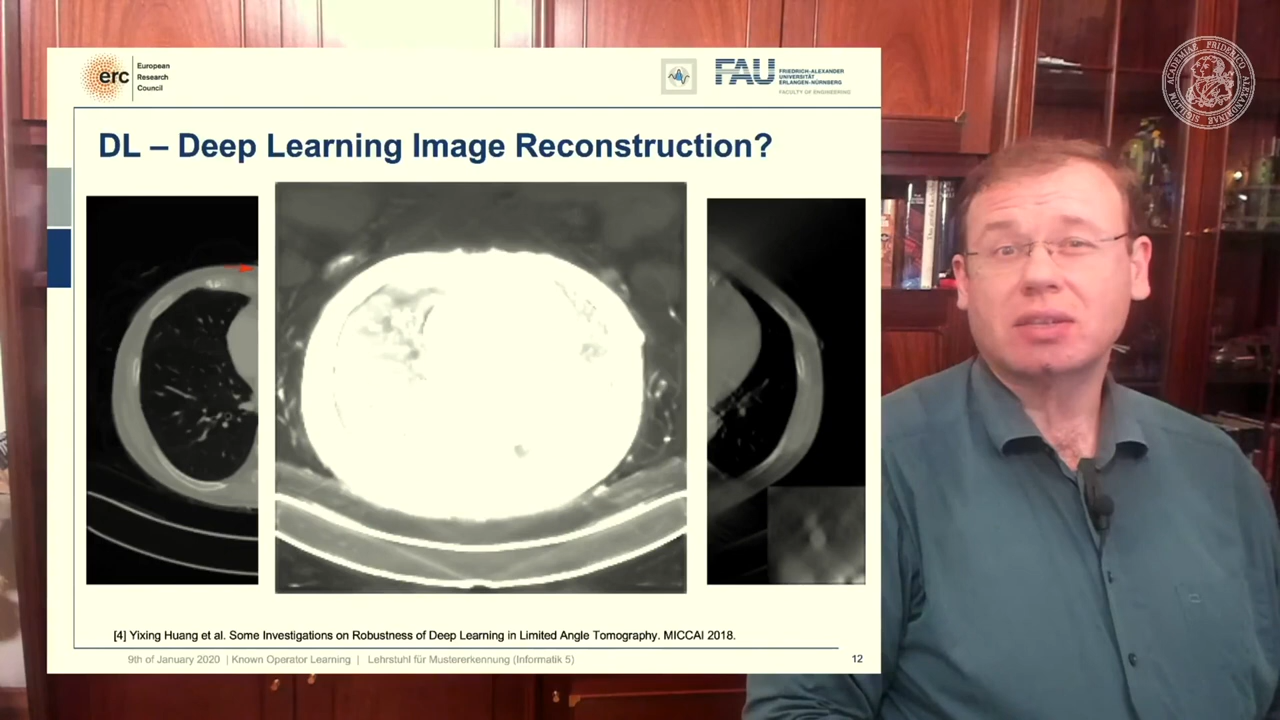 erc
European
Research
Council
FAU
FRIEDRICH-ALEXANDER
UNIVERSITÄT
ERLANGEN-NÜRNBERG
FACULTY OF ENGINEERING
DL – Deep Learning Image Reconstruction?
[4] Yixing Huang et al. Some Investigations on Robustness of Deep Learning in Limited Angle Tomography. MICCAI 2018.
9th of January 2020 | Known Operator Learning | Lehrstuhl für Mustererkennung (Informatik 5)
12